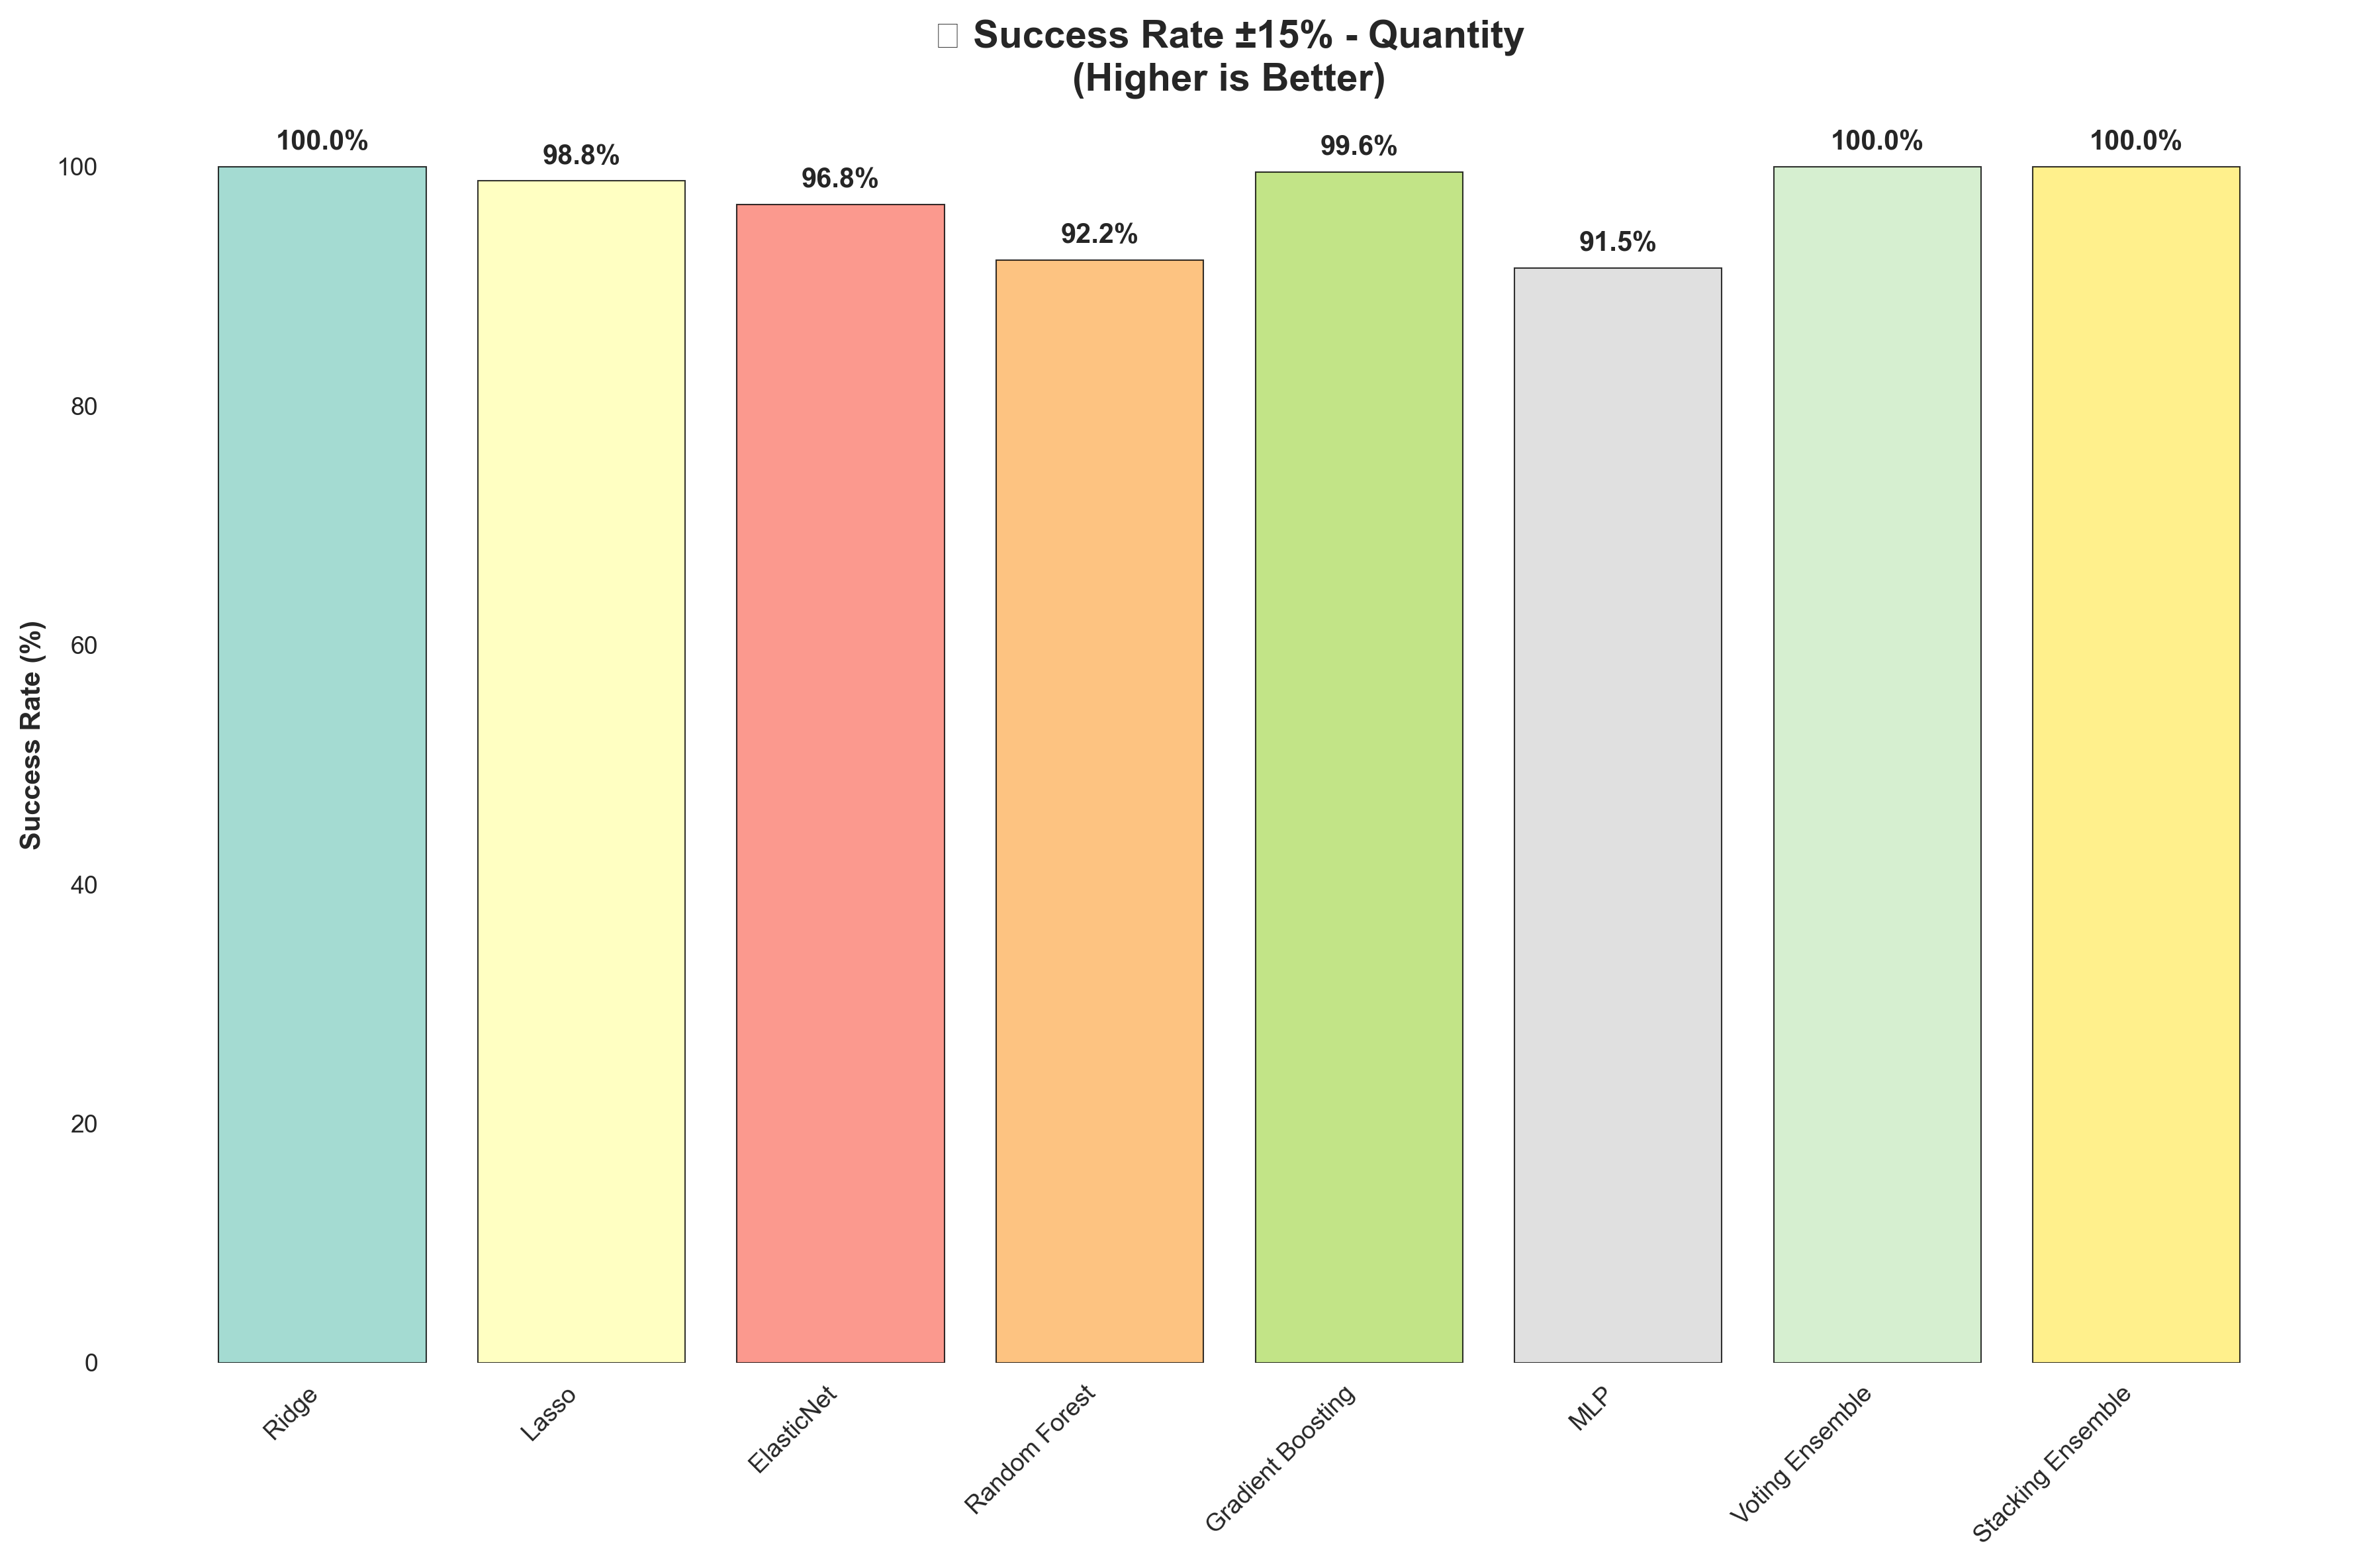 Success Rate ±15% - Quantity
(Higher is Better)
100.0%
98.8%
96.8%
92.2%
99.6%
91.5%
100.0%
100.0%
100
80
60
40
20
0
Success Rate (%)
Ridge
Lasso
ElasticNet
Random Forest
Gradient Boosting
MLP
Voting Ensemble
Stacking Ensemble